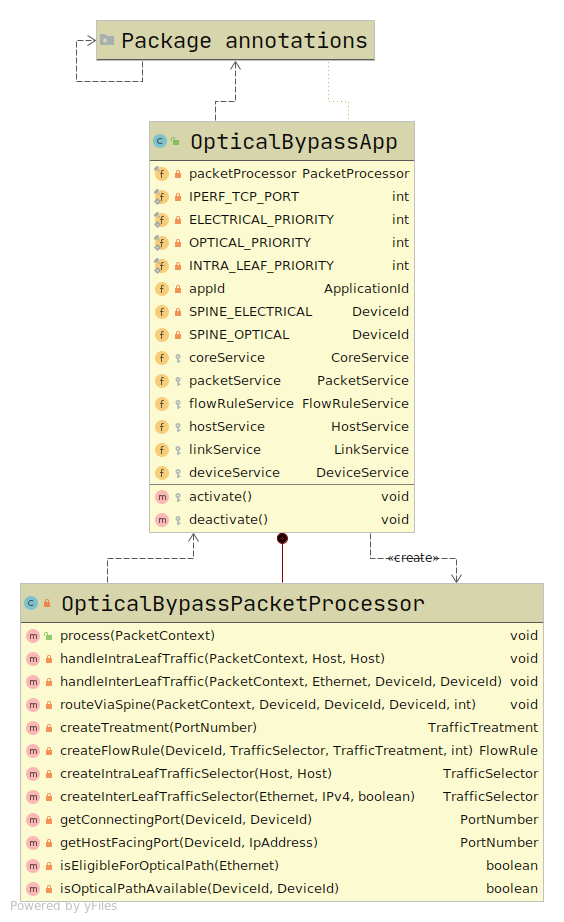 Package annotations
C OpticalBypassApp
f packetProcessor PacketProcessor
f IPERF_TCP_PORT int
f ELECTRICAL_PRIORITY int
f OPTICAL_PRIORITY int
f INTRA_LEAF_PRIORITY int
f appId ApplicationId
f SPINE_ELECTRICAL DeviceId
f SPINE_OPTICAL DeviceId
f coreService CoreService
f packetService PacketService
f flowRuleService FlowRuleService
f hostService HostService
f linkService LinkService
f deviceService DeviceService
m activate() void
m deactivate() void
«create»
C OpticalBypassPacketProcessor
m process(PacketContext) void
m handleIntraLeafTraffic(PacketContext, Host, Host) void
m handleInterLeafTraffic(PacketContext, Ethernet, DeviceId, DeviceId) void
m routeViaSpine(PacketContext, DeviceId, DeviceId, DeviceId, int) void
m createTreatment(PortNumber) TrafficTreatment
m createFlowRule(DeviceId, TrafficSelector, TrafficTreatment, int) FlowRule
m createIntraLeafTrafficSelector(Host, Host) TrafficSelector
m createInterLeafTrafficSelector(Ethernet, IPv4, boolean) TrafficSelector
m getConnectingPort(DeviceId, DeviceId) PortNumber
m getHostFacingPort(DeviceId, IpAddress) PortNumber
m isEligibleForOpticalPath(Ethernet) boolean
m isOpticalPathAvailable(DeviceId, DeviceId) boolean
Powered by yFiles